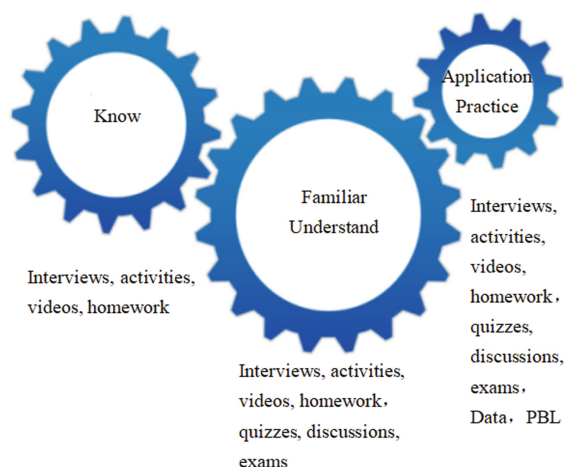 Know
Interviews, activities,
videos, homework
Familiar
Understand
Interviews, activities,
videos, homework，
quizzes, discussions,
exams
Application
Practice
Interviews,
activities,
videos,
homework，
quizzes,
discussions,
exams，
Data，PBL